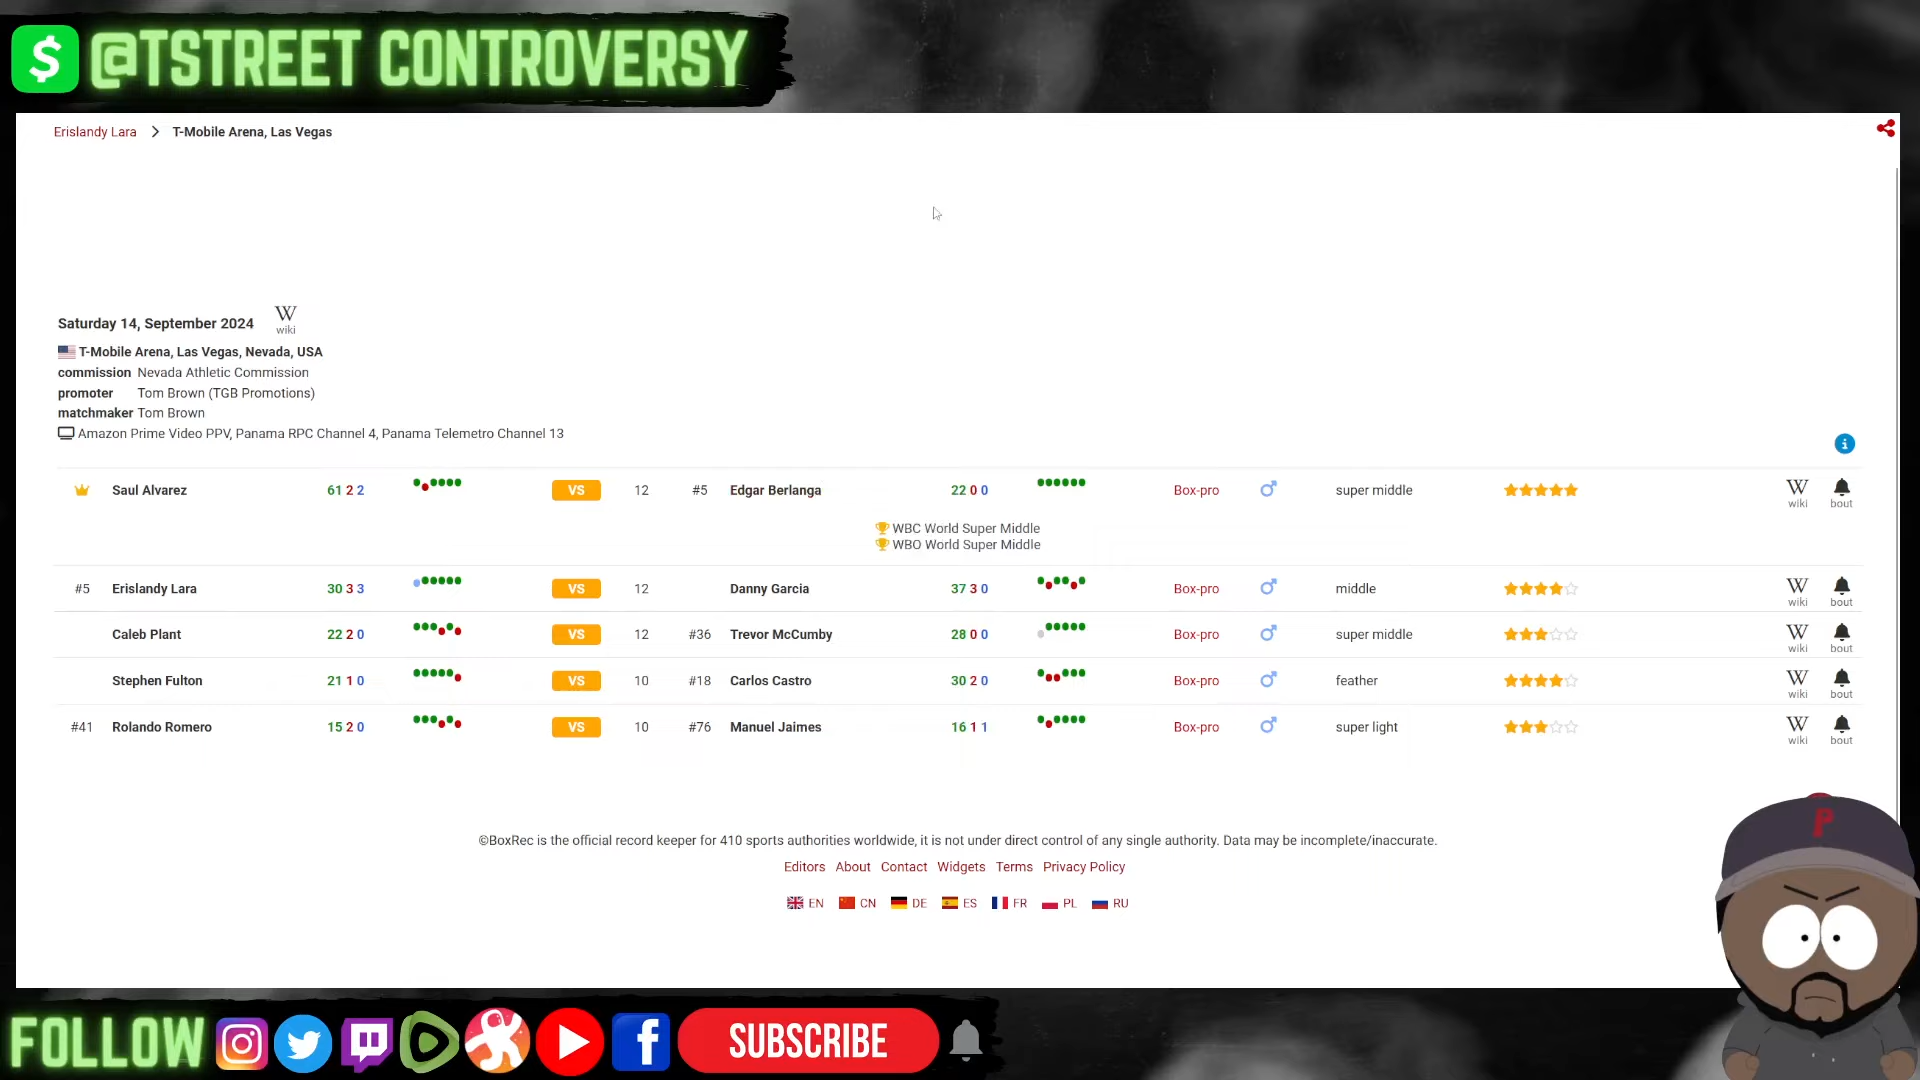 $ @TSTREET CONTROVERSY
Erislandy Lara > T-Mobile Arena, Las Vegas
Saturday 14, September 2024 W wiki
T-Mobile Arena, Las Vegas, Nevada, USA
commission Nevada Athletic Commission
promoter Tom Brown (TGB Promotions)
matchmaker Tom Brown
Amazon Prime Video PPV, Panama RPC Channel 4, Panama Telemetro Channel 13
i
Saul Alvarez 61 2 2 VS 12 #5 Edgar Berlanga 22 0 0 Box-pro super middle W wiki bout
WBC World Super Middle
WBO World Super Middle
#5 Erislandy Lara 30 3 3 VS 12 Danny Garcia 37 3 0 Box-pro middle W wiki bout
Caleb Plant 22 2 0 VS 12 #36 Trevor McCumby 28 0 0 Box-pro super middle W wiki bout
Stephen Fulton 21 1 0 VS 10 #18 Carlos Castro 30 2 0 Box-pro feather W wiki bout
#41 Rolando Romero 15 2 0 VS 10 #76 Manuel Jaimes 16 1 1 Box-pro super light W wiki bout
©BoxRec is the official record keeper for 410 sports authorities worldwide, it is not under direct control of any single authority. Data may be incomplete/inaccurate.
Editors About Contact Widgets Terms Privacy Policy
EN CN DE ES FR PL RU
P
FOLLOW f SUBSCRIBE